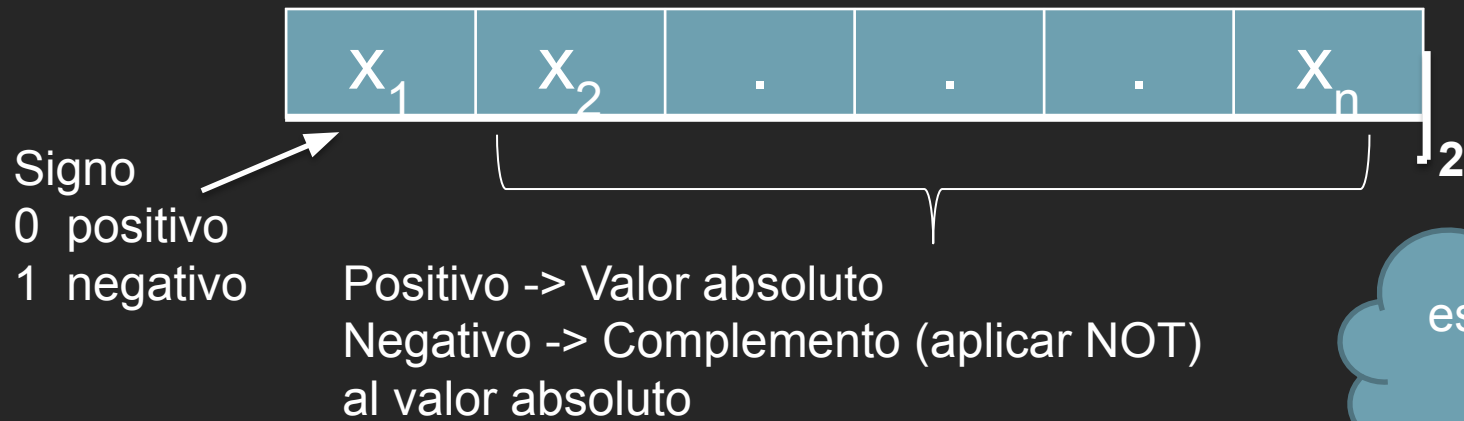 x₁ x₂ . . . xₙ
2
Signo
0 positivo
1 negativo
Positivo -> Valor absoluto
Negativo -> Complemento (aplicar NOT)
al valor absoluto